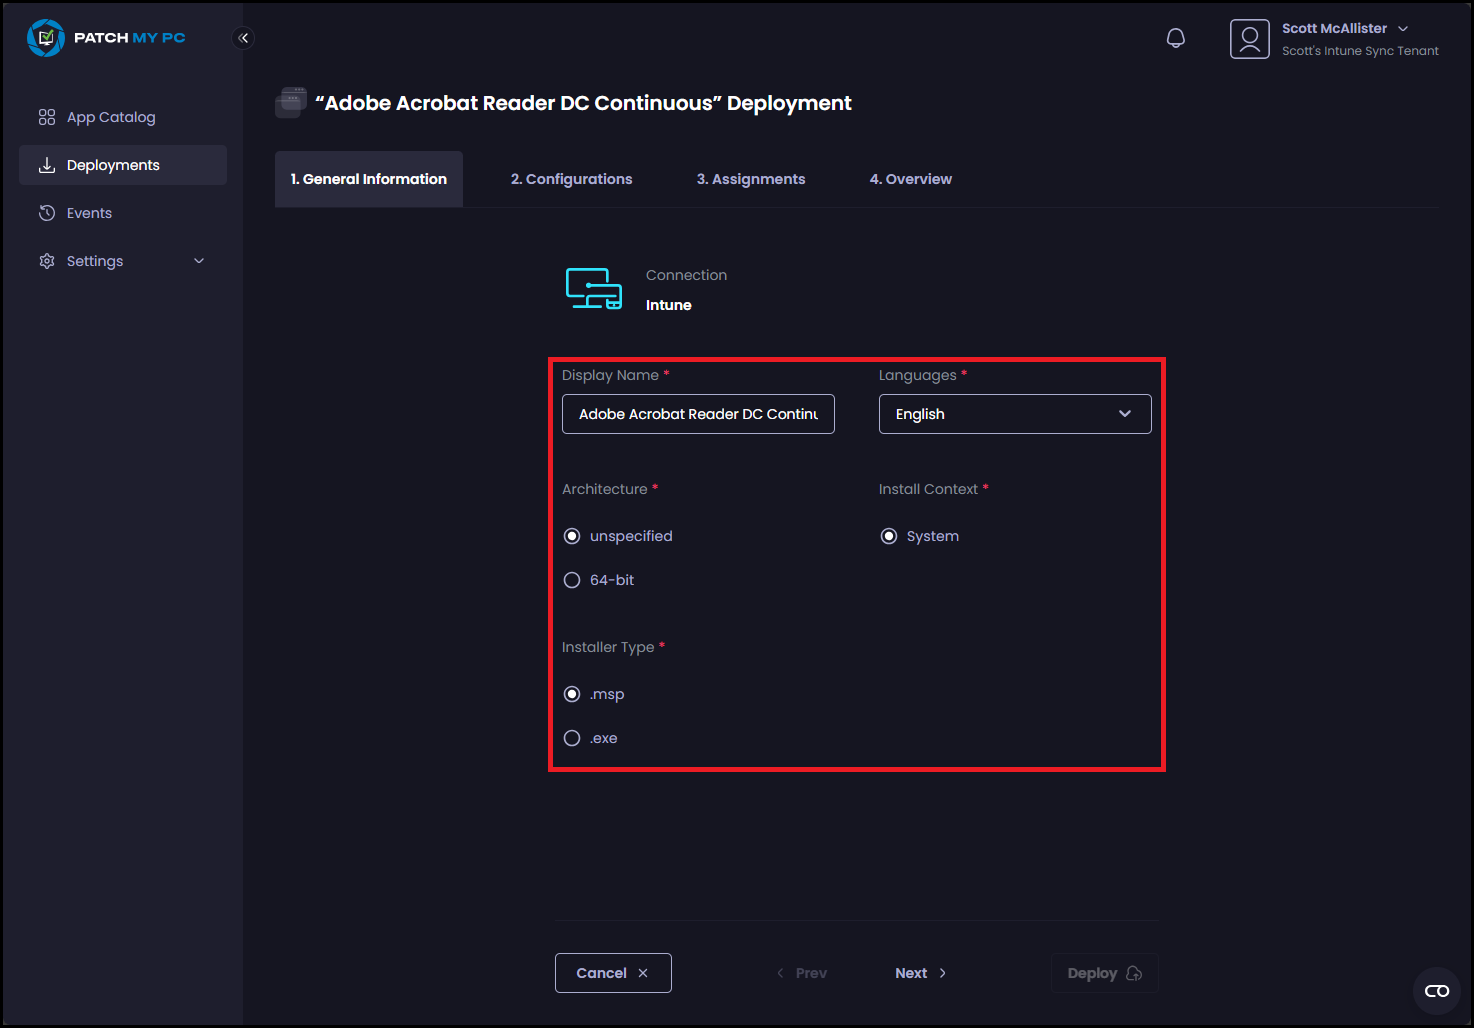 PATCH MY PC
Scott McAllister
Scott's Intune Sync Tenant
App Catalog
Deployments
Events
Settings
“Adobe Acrobat Reader DC Continuous” Deployment
1. General Information
2. Configurations
3. Assignments
4. Overview
Connection
Intune
Display Name *
Languages *
Adobe Acrobat Reader DC Continu
English
Architecture *
Install Context *
unspecified
System
64-bit
Installer Type *
.msp
.exe
Cancel
Prev
Next
Deploy